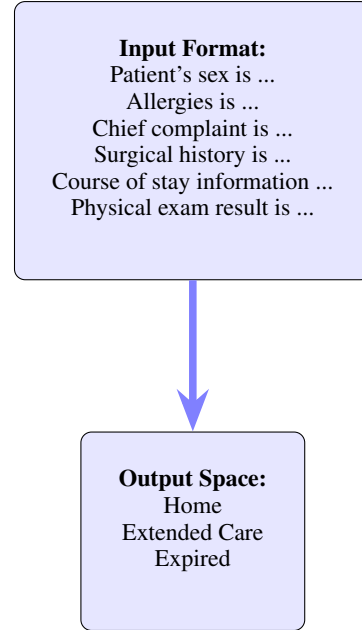 Input Format:
Patient's sex is ...
Allergies is ...
Chief complaint is ...
Surgical history is ...
Course of stay information ...
Physical exam result is ...
Output Space:
Home
Extended Care
Expired